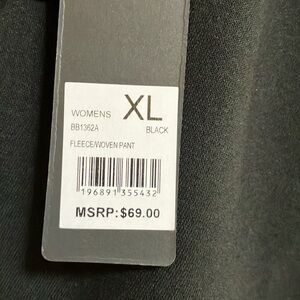 WOMENS XL
BB1362A BLACK
FLEECE/WOVEN PANT
196891 355432
MSRP:$69.00